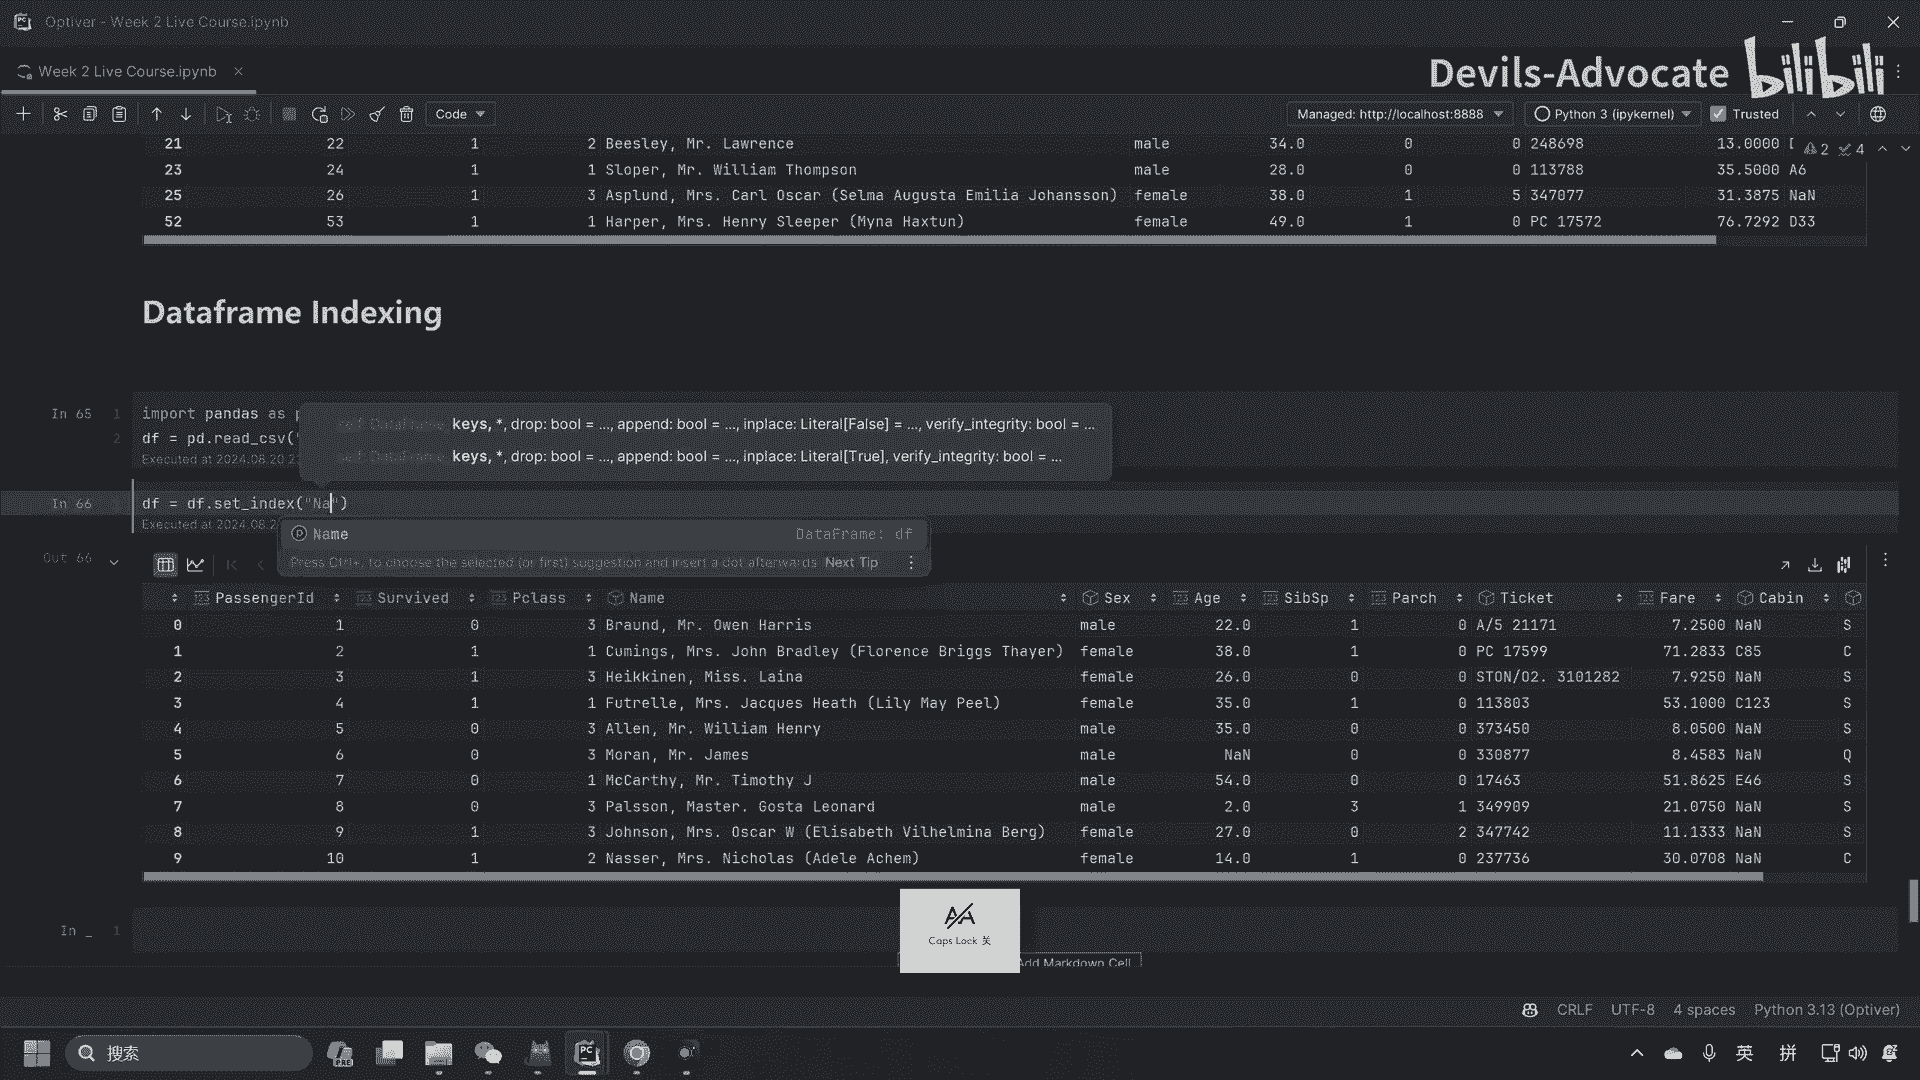 Optiver - Week 2 Live Course.ipynb
Week 2 Live Course.ipynb
Devils-Advocate bilibili
Code Managed: http://localhost:8888 Python 3 (ipykernel) Trusted
21 22 1 2 Beesley, Mr. Lawrence male 34.0 0 0 248698 13.0000 2 4
23 24 1 1 Sloper, Mr. William Thompson male 28.0 0 0 113788 35.5000 A6
25 26 1 3 Asplund, Mrs. Carl Oscar (Selma Augusta Emilia Johansson) female 38.0 1 5 347077 31.3875 NaN
52 53 1 1 Harper, Mrs. Henry Sleeper (Myna Haxtun) female 49.0 1 0 PC 17572 76.7292 D33
Dataframe Indexing
In 65 1 import pandas as p
keys, *, drop: bool = ..., append: bool = ..., inplace: Literal[False] = ..., verify_integrity: bool = ...
2 df = pd.read_csv(
Executed at 2024.08.20 2
keys, *, drop: bool = ..., append: bool = ..., inplace: Literal[True], verify_integrity: bool = ...
In 66 df = df.set_index("Na")
Executed at 2024.08.2
Name DataFrame: df
Press Ctrl+. to choose the selected (or first) suggestion and insert a dot afterwards Next Tip
Out 66
PassengerId Survived Pclass Name Sex Age SibSp Parch Ticket Fare Cabin
0 1 0 3 Braund, Mr. Owen Harris male 22.0 1 0 A/5 21171 7.2500 NaN S
1 2 1 1 Cumings, Mrs. John Bradley (Florence Briggs Thayer) female 38.0 1 0 PC 17599 71.2833 C85 C
2 3 1 3 Heikkinen, Miss. Laina female 26.0 0 0 STON/O2. 3101282 7.9250 NaN S
3 4 1 1 Futrelle, Mrs. Jacques Heath (Lily May Peel) female 35.0 1 0 113803 53.1000 C123 S
4 5 0 3 Allen, Mr. William Henry male 35.0 0 0 373450 8.0500 NaN S
5 6 0 3 Moran, Mr. James male NaN 0 0 330877 8.4583 NaN Q
6 7 0 1 McCarthy, Mr. Timothy J male 54.0 0 0 17463 51.8625 E46 S
7 8 0 3 Palsson, Master. Gosta Leonard male 2.0 3 1 349909 21.0750 NaN S
8 9 1 3 Johnson, Mrs. Oscar W (Elisabeth Vilhelmina Berg) female 27.0 0 2 347742 11.1333 NaN S
9 10 1 2 Nasser, Mrs. Nicholas (Adele Achem) female 14.0 1 0 237736 30.0708 NaN C
In _ 1
Caps Lock 关
Add Markdown Cell
CRLF UTF-8 4 spaces Python 3.13 (Optiver)
搜索 英 拼